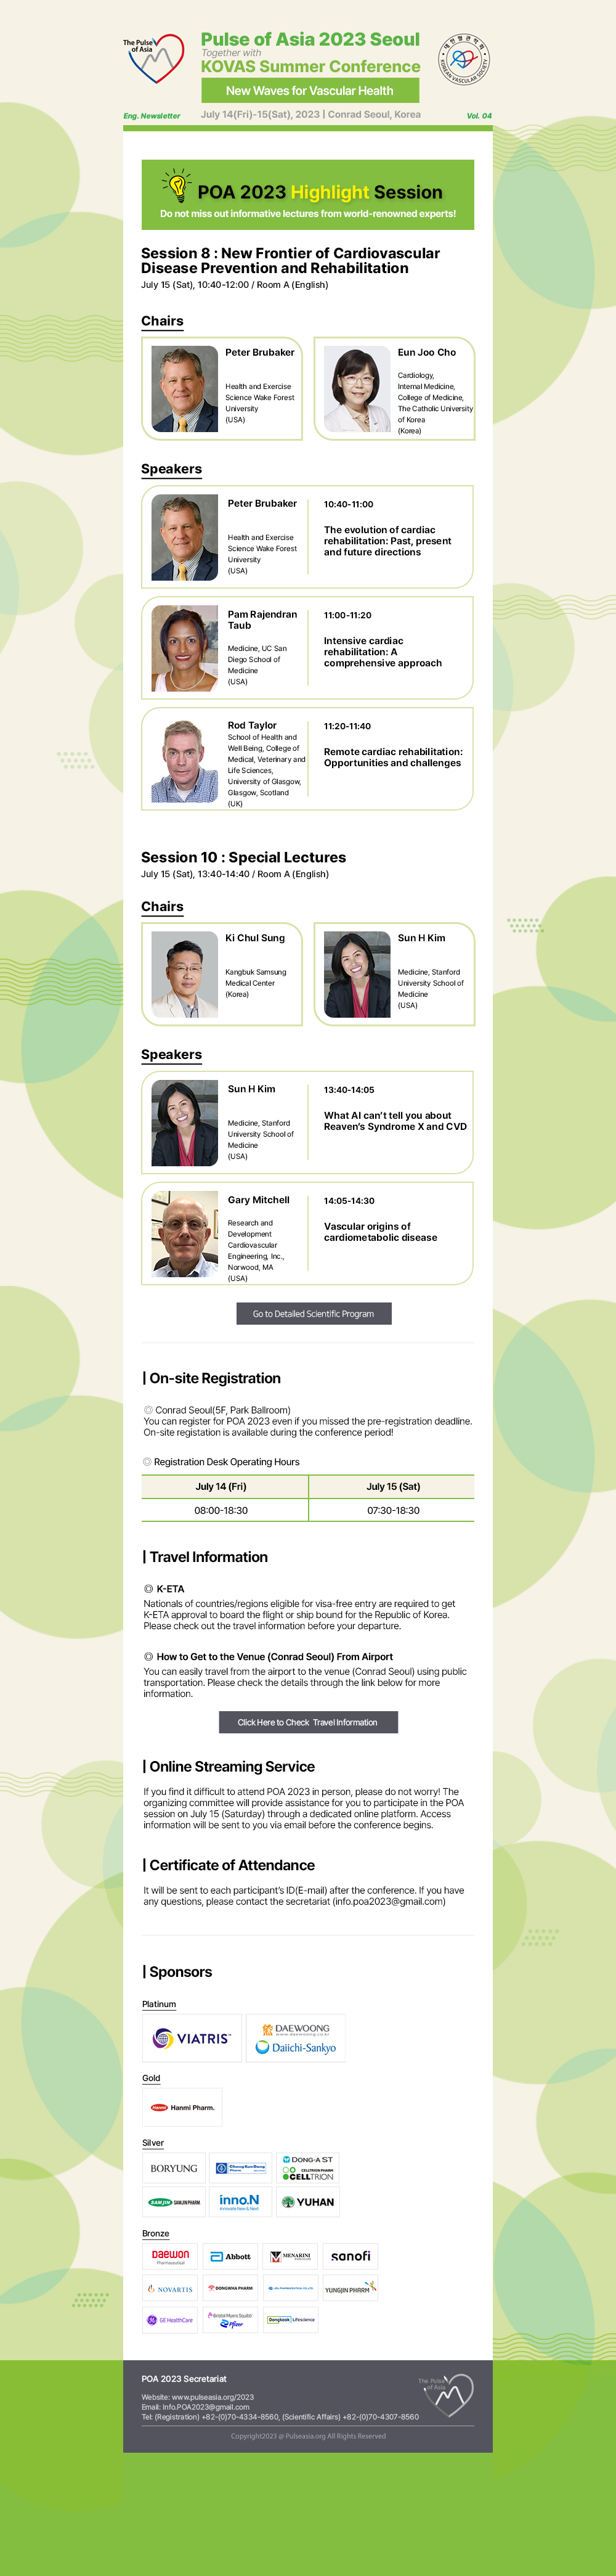 The Pulse of Asia
Pulse of Asia 2023 Seoul
Together with
KOVAS Summer Conference
New Waves for Vascular Health
Eng. Newsletter
July 14(Fri)-15(Sat), 2023 | Conrad Seoul, Korea
Vol. 04
POA 2023 Highlight Session
Do not miss out informative lectures from world-renowned experts!
Session 8 : New Frontier of Cardiovascular
Disease Prevention and Rehabilitation
July 15 (Sat), 10:40-12:00 / Room A (English)
Chairs
Peter Brubaker
Health and Exercise
Science Wake Forest
University
(USA)
Eun Joo Cho
Cardiology,
Internal Medicine,
College of Medicine,
The Catholic University
of Korea
(Korea)
Speakers
Peter Brubaker
Health and Exercise
Science Wake Forest
University
(USA)
10:40-11:00
The evolution of cardiac
rehabilitation: Past, present
and future directions
Pam Rajendran
Taub
Medicine, UC San
Diego School of
Medicine
(USA)
11:00-11:20
Intensive cardiac
rehabilitation: A
comprehensive approach
Rod Taylor
School of Health and
Well Being, College of
Medical, Veterinary and
Life Sciences,
University of Glasgow,
Glasgow, Scotland
(UK)
11:20-11:40
Remote cardiac rehabilitation:
Opportunities and challenges
Session 10 : Special Lectures
July 15 (Sat), 13:40-14:40 / Room A (English)
Chairs
Ki Chul Sung
Kangbuk Samsung
Medical Center
(Korea)
Sun H Kim
Medicine, Stanford
University School of
Medicine
(USA)
Speakers
Sun H Kim
Medicine, Stanford
University School of
Medicine
(USA)
13:40-14:05
What AI can't tell you about
Reaven's Syndrome X and CVD
Gary Mitchell
Research and
Development
Cardiovascular
Engineering, Inc.,
Norwood, MA
(USA)
14:05-14:30
Vascular origins of
cardiometabolic disease
Go to Detailed Scientific Program
| On-site Registration
◎ Conrad Seoul(5F, Park Ballroom)
You can register for POA 2023 even if you missed the pre-registration deadline.
On-site registation is available during the conference period!
◎ Registration Desk Operating Hours
July 14 (Fri)
July 15 (Sat)
08:00-18:30
07:30-18:30
| Travel Information
◎ K-ETA
Nationals of countries/regions eligible for visa-free entry are required to get
K-ETA approval to board the flight or ship bound for the Republic of Korea.
Please check out the travel information before your departure.
◎ How to Get to the Venue (Conrad Seoul) From Airport
You can easily travel from the airport to the venue (Conrad Seoul) using public
transportation. Please check the details through the link below for more
information.
Click Here to Check Travel Information
| Online Streaming Service
If you find it difficult to attend POA 2023 in person, please do not worry! The
organizing committee will provide assistance for you to participate in the POA
session on July 15 (Saturday) through a dedicated online platform. Access
information will be sent to you via email before the conference begins.
| Certificate of Attendance
It will be sent to each participant's ID(E-mail) after the conference. If you have
any questions, please contact the secretariat (info.poa2023@gmail.com)
| Sponsors
Platinum
VIATRIS
DAEWOONG
www.daewoong.co.kr
Daiichi-Sankyo
Gold
Hanmi Pharm.
Silver
BORYUNG
Chong Kun Dang
DONG-A ST
CELLTRION PHARM
CELLTRION
SAMJIN PHARM
inno.N
YUHAN
Bronze
DAEWON
Pharmaceutical
Abbott
MENARINI
sanofi
NOVARTIS
DONGWHA PHARM
YUNGJIN PHARM
GE HealthCare
Bristol Myers Squibb
Pfizer
Dongkook Lifescience
POA 2023 Secretariat
The Pulse of Asia
Website: www.pulseasia.org/2023
Email: Info.POA2023@gmail.com
Tel: (Registration) +82-(0)70-4334-8560, (Scientific Affairs) +82-(0)70-4307-8560
Copyright2023 @ Pulseasia.org All Rights Reserved